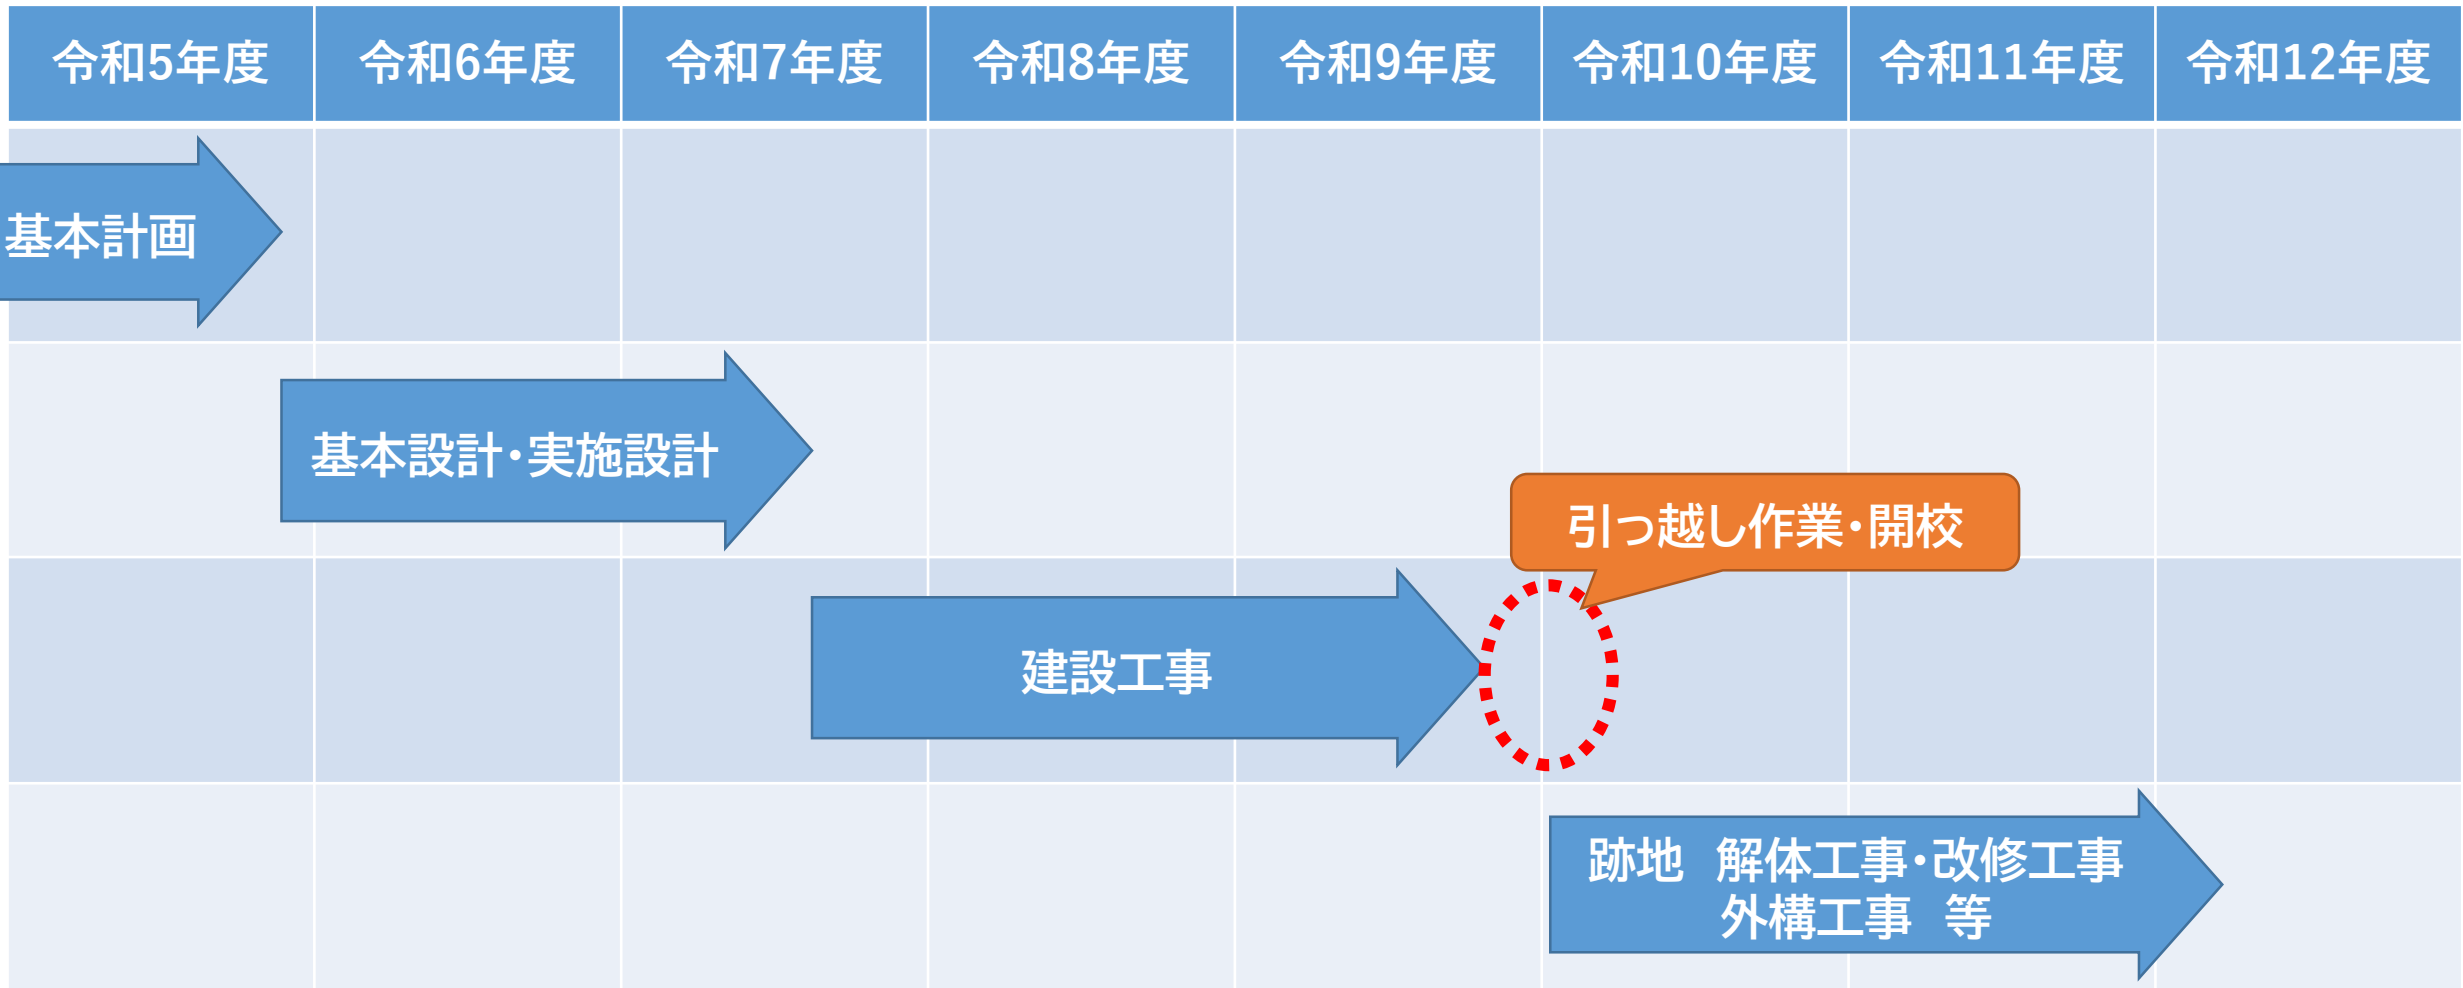 令和5年度 令和6年度 令和7年度 令和8年度 令和9年度 令和10年度 令和11年度 令和12年度
基本計画
基本設計・実施設計
引っ越し作業・開校
建設工事
跡地　解体工事・改修工事
外構工事　等